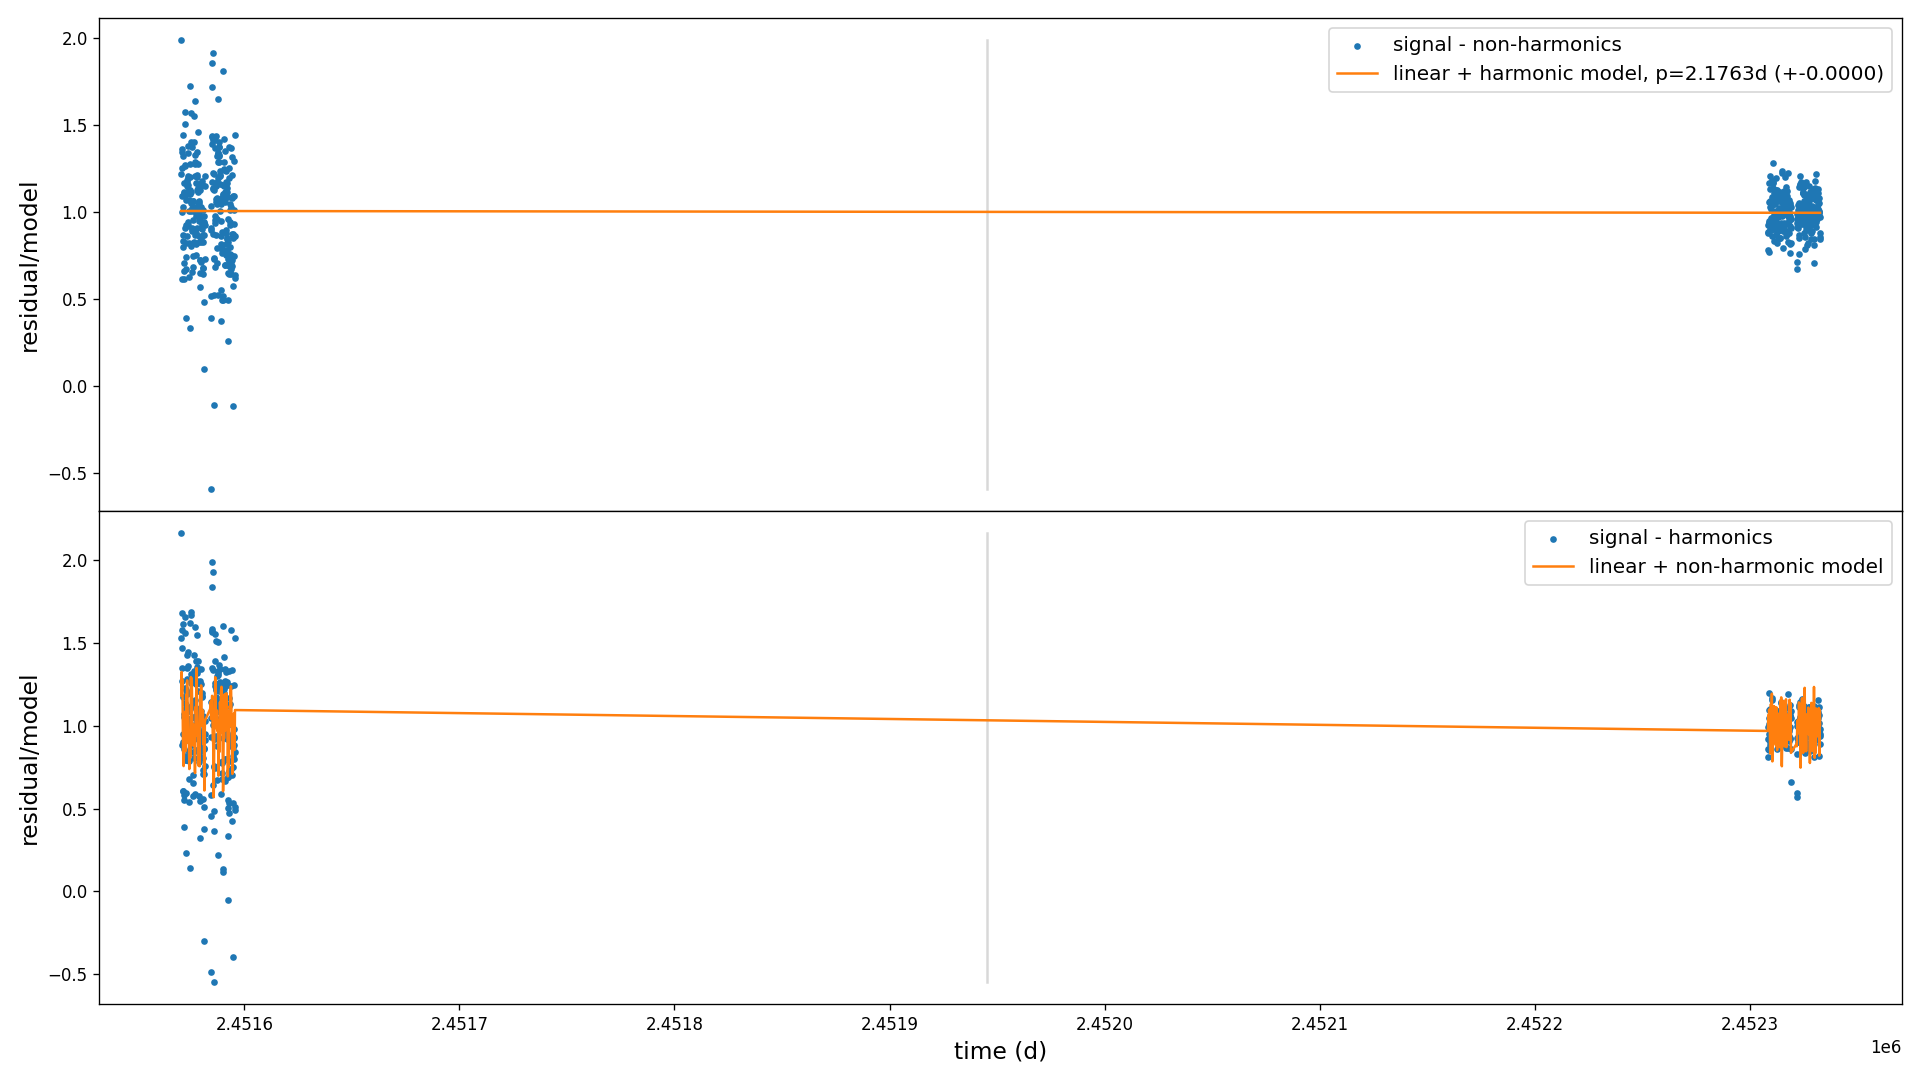 signal - non-harmonics
linear + harmonic model, p=2.1763d (+-0.0000)
residual/model
2.0
1.5
1.0
0.5
0.0
−0.5
signal - harmonics
linear + non-harmonic model
residual/model
2.0
1.5
1.0
0.5
0.0
−0.5
2.4516 2.4517 2.4518 2.4519 2.4520 2.4521 2.4522 2.4523
time (d)
1e6